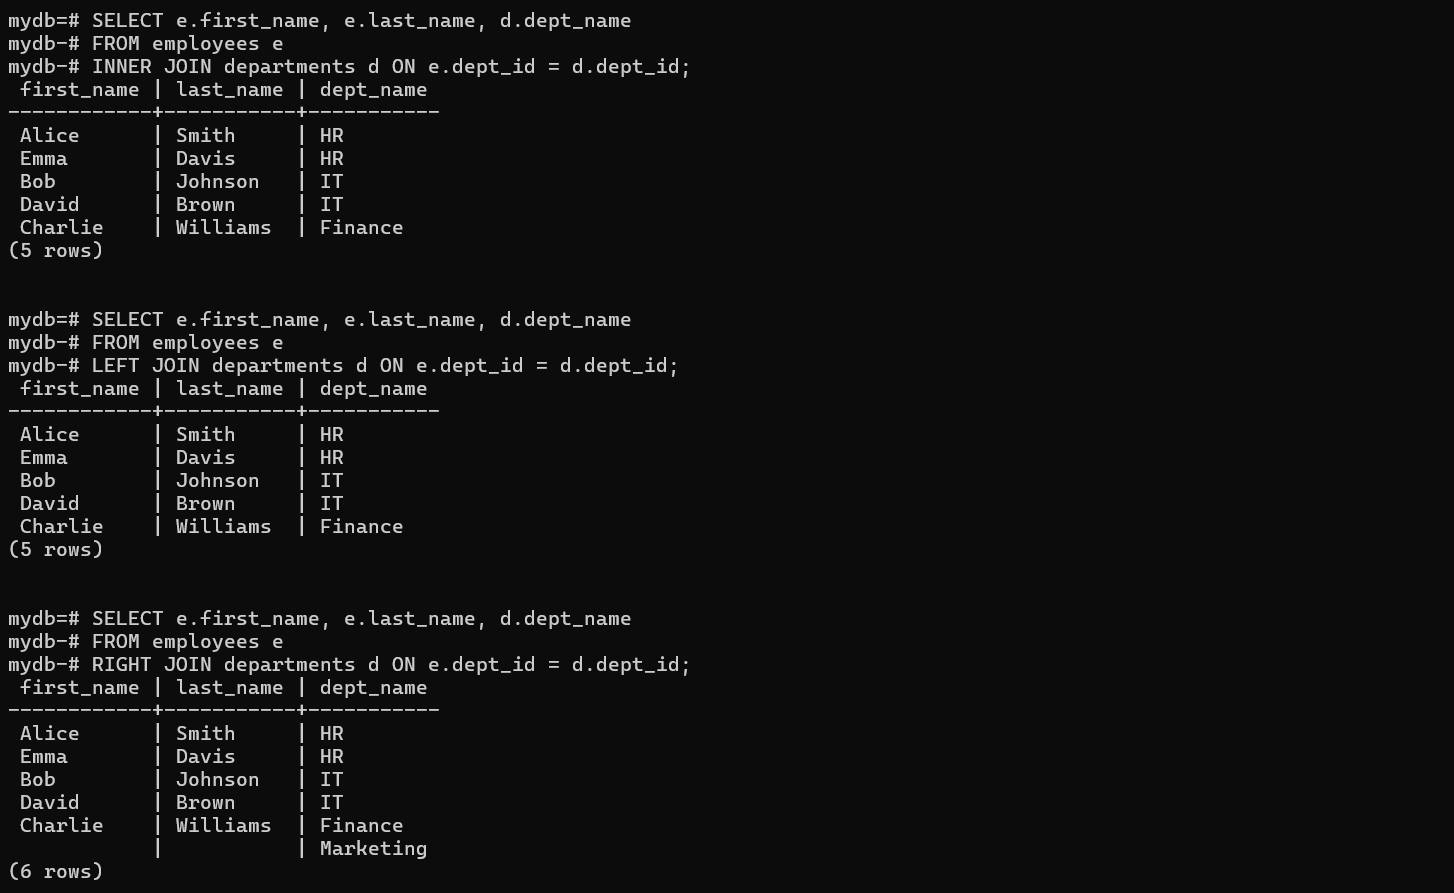 mydb=# SELECT e.first_name, e.last_name, d.dept_name
mydb-# FROM employees e
mydb-# INNER JOIN departments d ON e.dept_id = d.dept_id;
 first_name | last_name | dept_name
------------+-----------+-----------
 Alice      | Smith     | HR
 Emma       | Davis     | HR
 Bob        | Johnson   | IT
 David      | Brown     | IT
 Charlie    | Williams  | Finance
(5 rows)

mydb=# SELECT e.first_name, e.last_name, d.dept_name
mydb-# FROM employees e
mydb-# LEFT JOIN departments d ON e.dept_id = d.dept_id;
 first_name | last_name | dept_name
------------+-----------+-----------
 Alice      | Smith     | HR
 Emma       | Davis     | HR
 Bob        | Johnson   | IT
 David      | Brown     | IT
 Charlie    | Williams  | Finance
(5 rows)

mydb=# SELECT e.first_name, e.last_name, d.dept_name
mydb-# FROM employees e
mydb-# RIGHT JOIN departments d ON e.dept_id = d.dept_id;
 first_name | last_name | dept_name
------------+-----------+-----------
 Alice      | Smith     | HR
 Emma       | Davis     | HR
 Bob        | Johnson   | IT
 David      | Brown     | IT
 Charlie    | Williams  | Finance
            |           | Marketing
(6 rows)